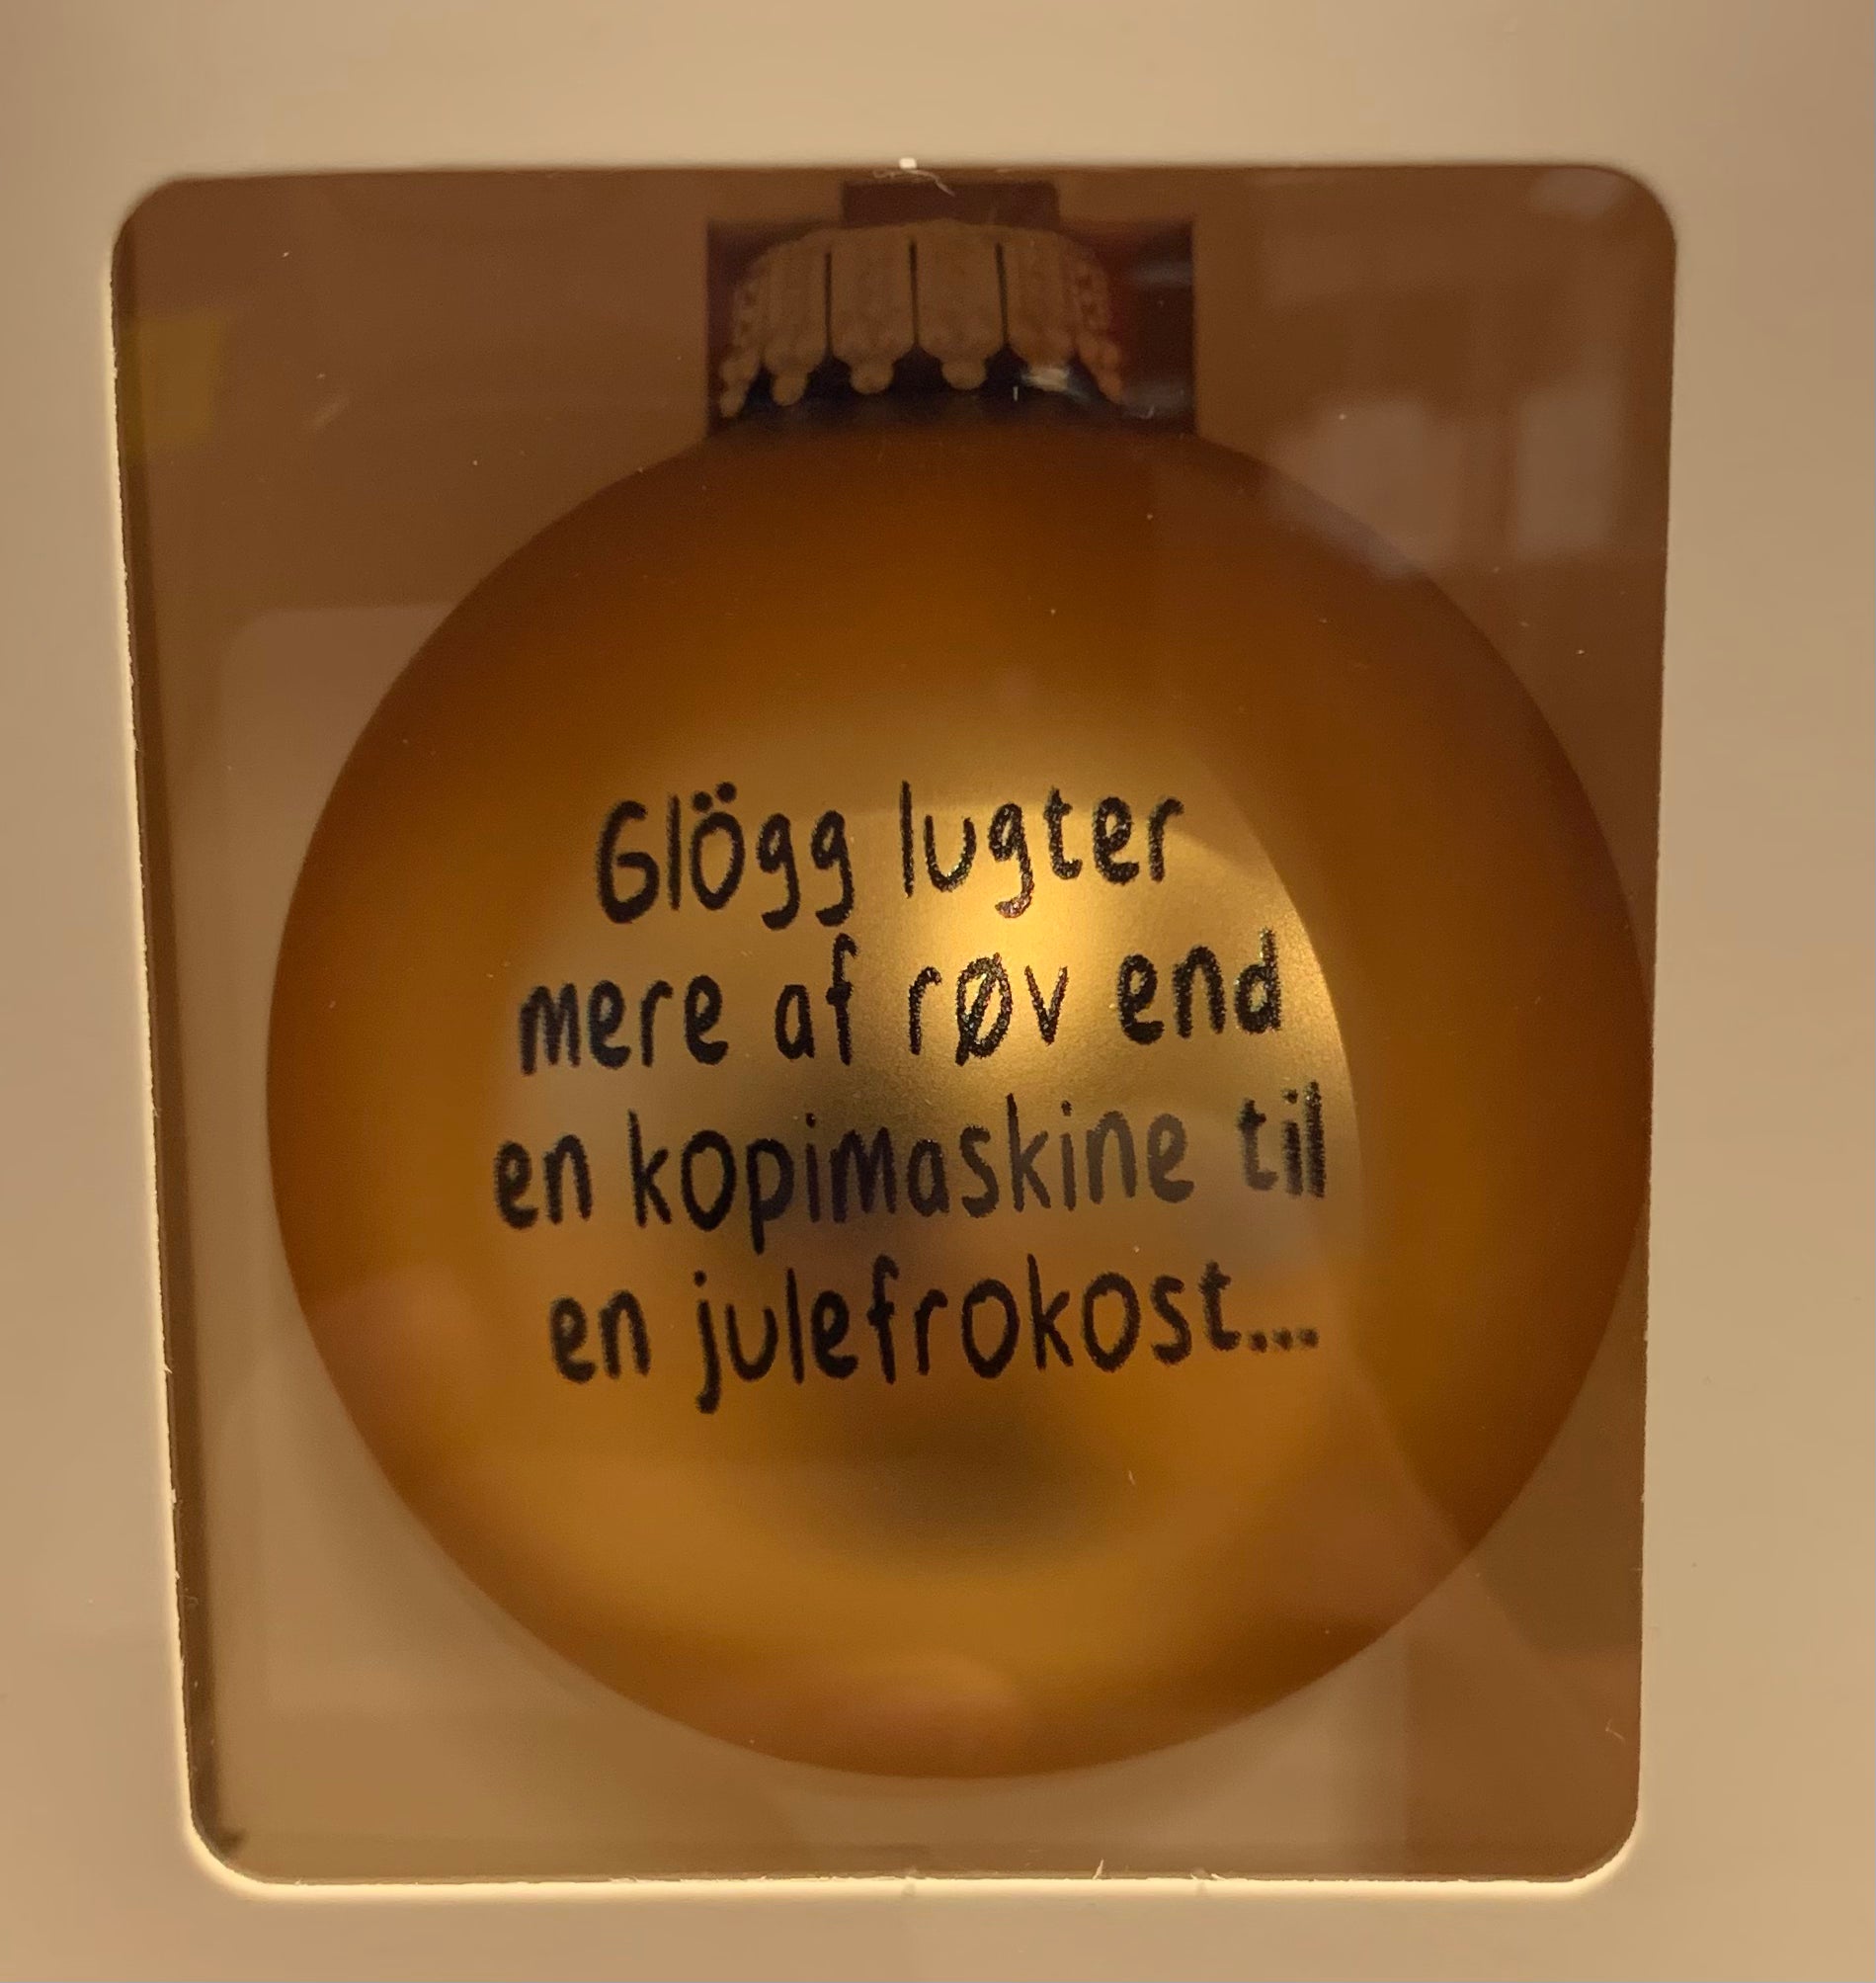 Glögg lugter
mere af røv end
en kopimaskine til
en julefrokost...